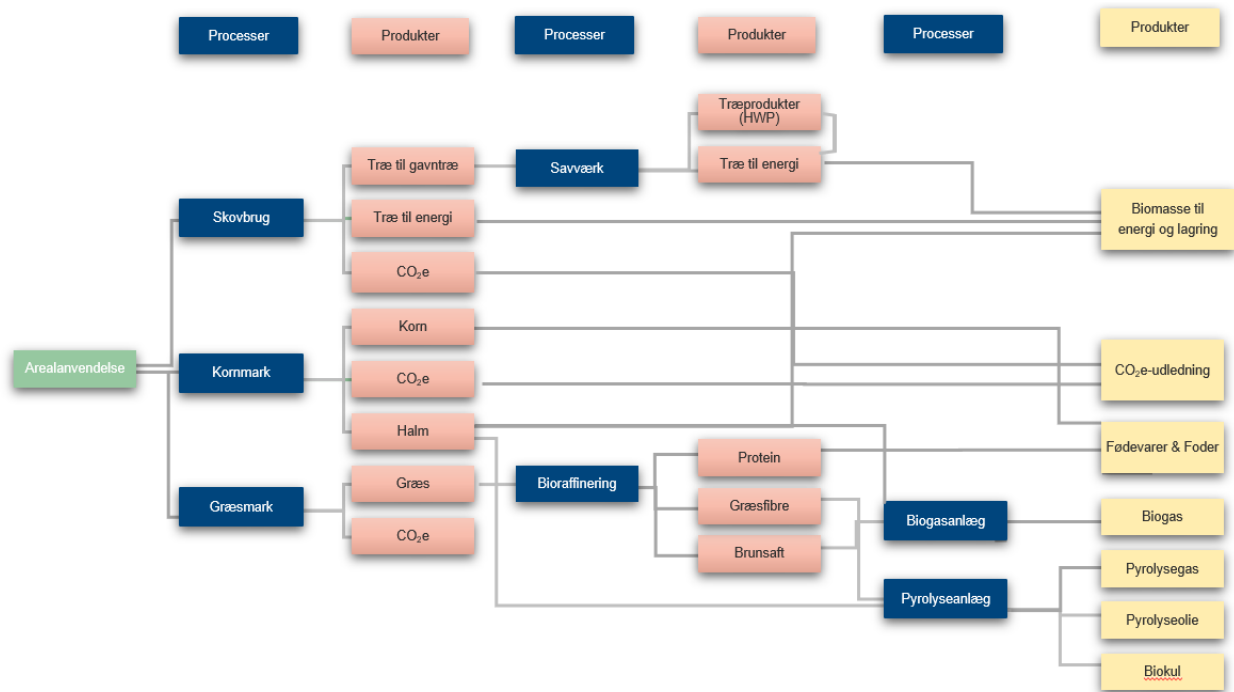 Processer
Produkter
Processer
Produkter
Processer
Produkter
Træprodukter
(HWP)
Træ til gavntræ
Savværk
Træ til energi
Skovbrug
Træ til energi
Biomasse til
energi og lagring
CO₂e
Korn
Arealanvendelse
Kornmark
CO₂e
CO₂e-udledning
Halm
Fødevarer & Foder
Protein
Græs
Bioraffinering
Græsmark
Græsfibre
Biogasanlæg
Biogas
CO₂e
Brunsaft
Pyrolysegas
Pyrolyseanlæg
Pyrolyseolie
Biokul